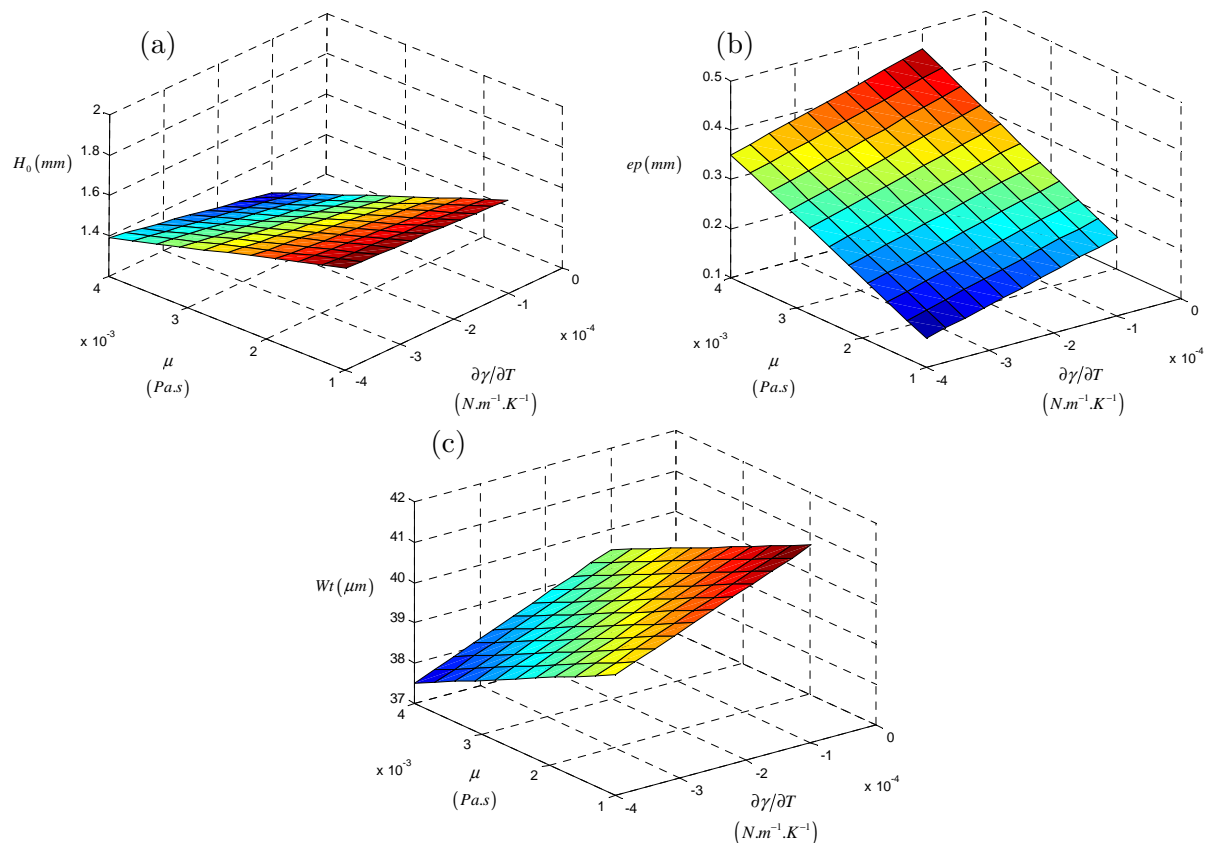 (a)
2
1.8
1.6
1.4
H₀(mm)
4
3
2
1
x 10⁻³
μ
(Pa.s)
-4
-3
-2
-1
0
x 10⁻⁴
∂γ/∂T
(N.m⁻¹.K⁻¹)
(b)
0.5
0.4
0.3
0.2
0.1
ep(mm)
4
3
2
1
x 10⁻³
μ
(Pa.s)
-4
-3
-2
-1
0
x 10⁻⁴
∂γ/∂T
(N.m⁻¹.K⁻¹)
(c)
42
41
40
39
38
37
Wt(μm)
4
3
2
1
x 10⁻³
μ
(Pa.s)
-4
-3
-2
-1
0
x 10⁻⁴
∂γ/∂T
(N.m⁻¹.K⁻¹)